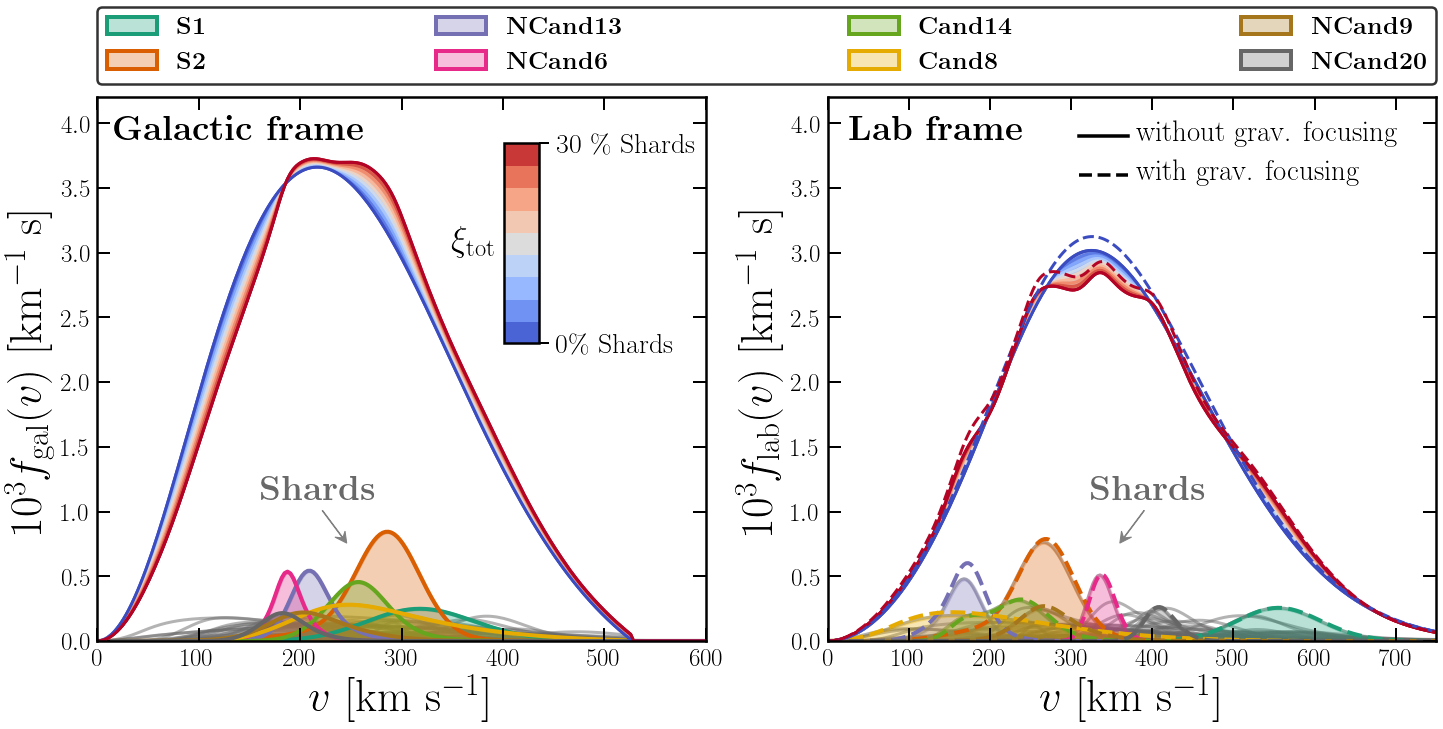 S1 NCand13 Cand14 NCand9
S2 NCand6 Cand8 NCand20
Galactic frame
30 % Shards
ξtot
0% Shards
Shards
10³fgal(v) [km⁻¹ s]
4.0
3.5
3.0
2.5
2.0
1.5
1.0
0.5
0.0
0 100 200 300 400 500 600
v [km s⁻¹]
Lab frame
without grav. focusing
with grav. focusing
Shards
10³flab(v) [km⁻¹ s]
4.0
3.5
3.0
2.5
2.0
1.5
1.0
0.5
0.0
0 100 200 300 400 500 600 700
v [km s⁻¹]